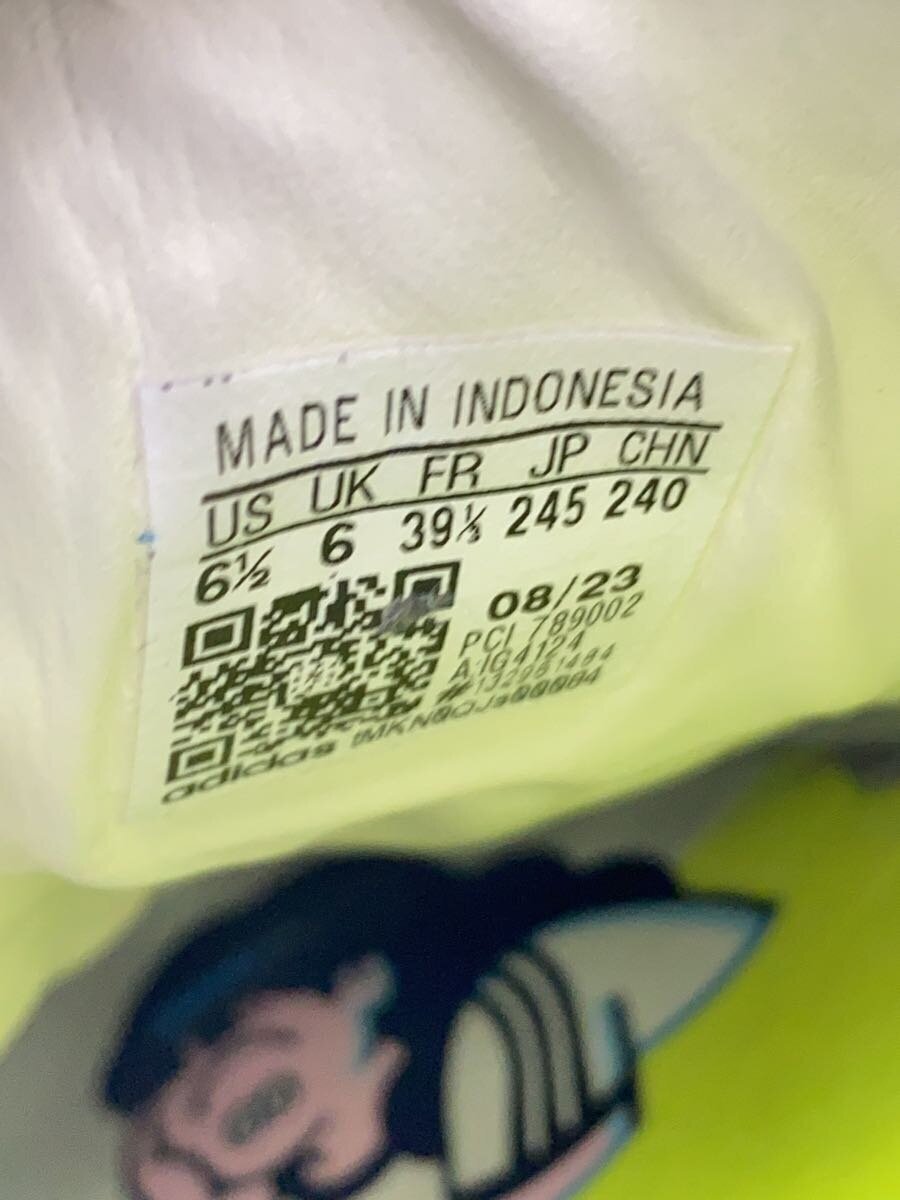 MADE IN INDONESIA
US UK FR JP CHN
6½ 6 39⅓ 245 240
08/23
PCI 789002
A:IG4124
adidas